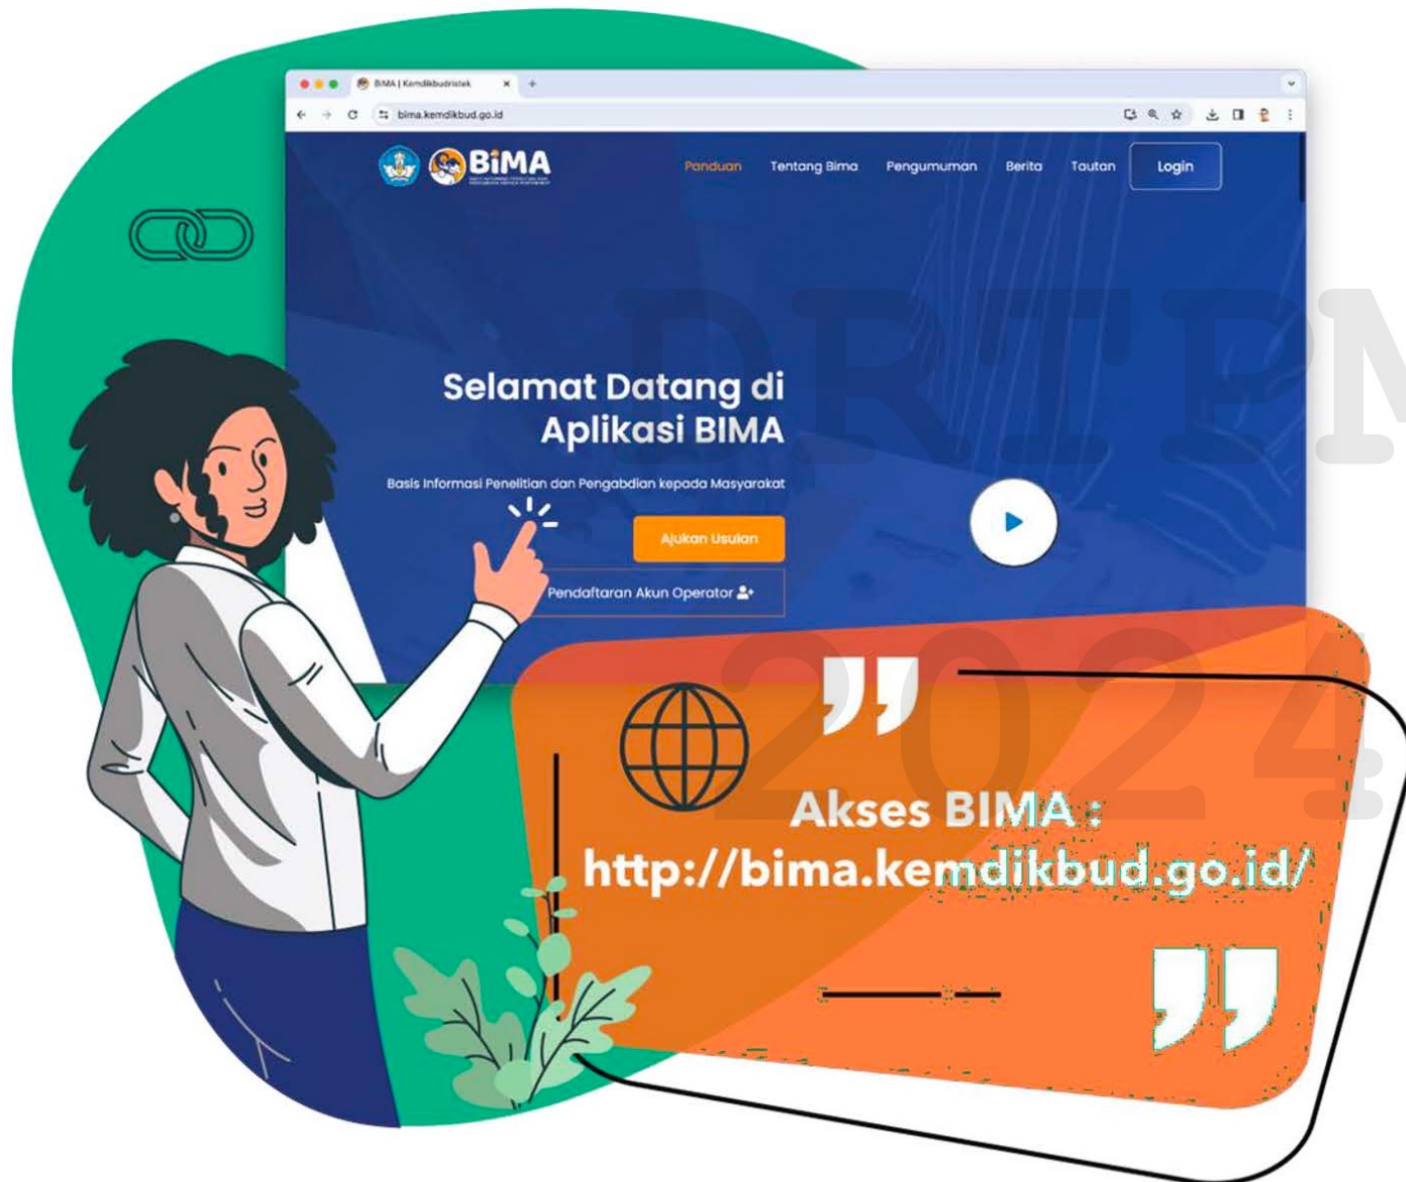 BIMA | Kemdikbudristek
bima.kemdikbud.go.id
BiMA
Panduan Tentang Bima Pengumuman Berita Tautan Login
Selamat Datang di
Aplikasi BIMA
Basis Informasi Penelitian dan Pengabdian kepada Masyarakat
Ajukan Usulan
Pendaftaran Akun Operator
DRTPM
2024
Akses BIMA :
http://bima.kemdikbud.go.id/